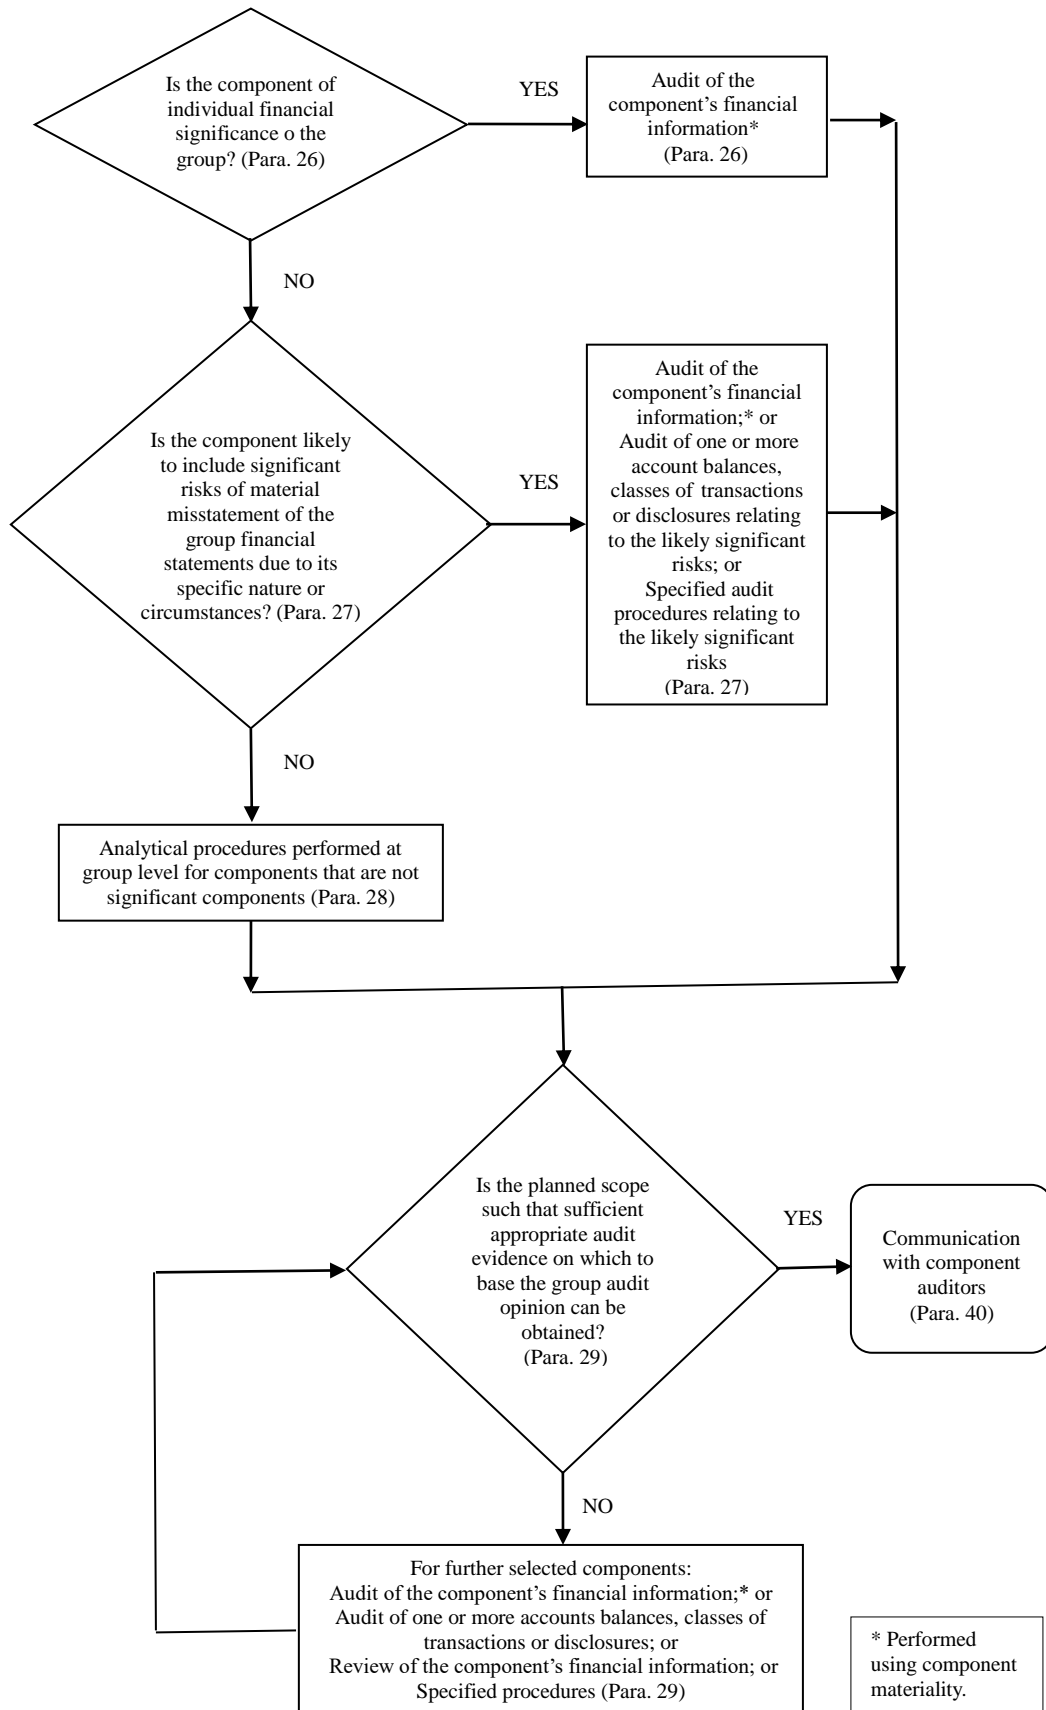 Is the component of
individual financial
significance o the
group? (Para. 26)
YES
Audit of the
component’s financial
information*
(Para. 26)
NO
Is the component likely
to include significant
risks of material
misstatement of the
group financial
statements due to its
specific nature or
circumstances? (Para. 27)
YES
Audit of the
component’s financial
information;* or
Audit of one or more
account balances,
classes of transactions
or disclosures relating
to the likely significant
risks; or
Specified audit
procedures relating to
the likely significant
risks
(Para. 27)
NO
Analytical procedures performed at
group level for components that are not
significant components (Para. 28)
Is the planned scope
such that sufficient
appropriate audit
evidence on which to
base the group audit
opinion can be
obtained?
(Para. 29)
YES
Communication
with component
auditors
(Para. 40)
NO
For further selected components:
Audit of the component’s financial information;* or
Audit of one or more accounts balances, classes of
transactions or disclosures; or
Review of the component’s financial information; or
Specified procedures (Para. 29)
* Performed
using component
materiality.